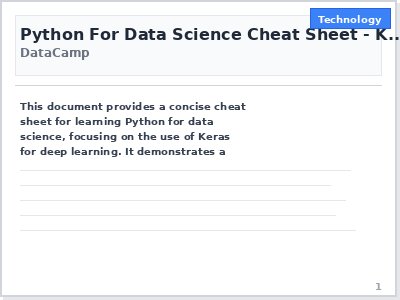 Technology
Python For Data Science Cheat Sheet - K...
DataCamp
This document provides a concise cheat
sheet for learning Python for data
science, focusing on the use of Keras
for deep learning. It demonstrates a
1